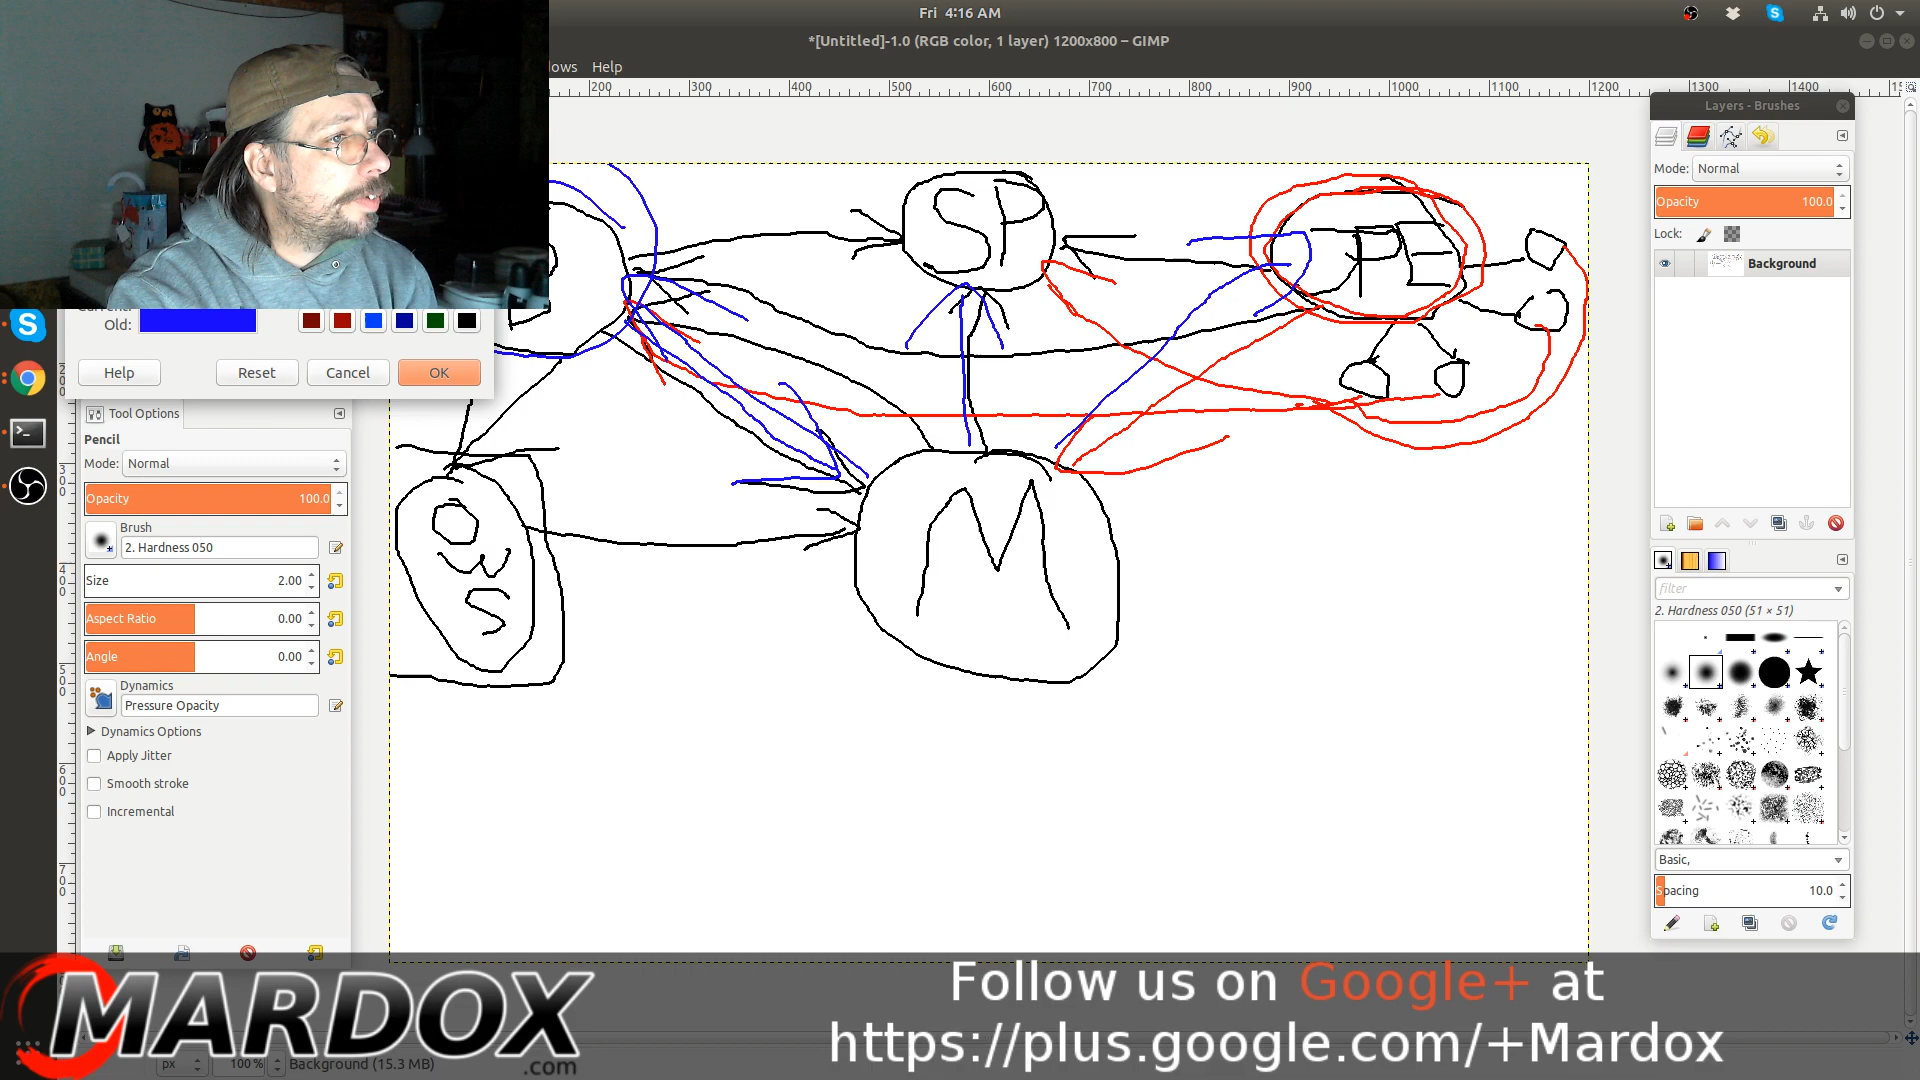 Fri 4:16 AM
*[Untitled]-1.0 (RGB color, 1 layer) 1200x800 – GIMP
ows Help
200 300 400 500 600 700 800 900 1000 1100 1200 1300 1400
Layers - Brushes
Mode: Normal
Opacity 100.0
Lock:
Background
SP
PE
Old:
Help Reset Cancel OK
Tool Options
Pencil
Mode: Normal
Opacity 100.0
Brush
2. Hardness 050
Size 2.00
Aspect Ratio 0.00
Angle 0.00
Dynamics
Pressure Opacity
Dynamics Options
Apply Jitter
Smooth stroke
Incremental
O
W
S
M
filter
2. Hardness 050 (51 × 51)
Basic,
Spacing 10.0
MARDOX
.com
Follow us on Google+ at
https://plus.google.com/+Mardox
px 100 % Background (15.3 MB)